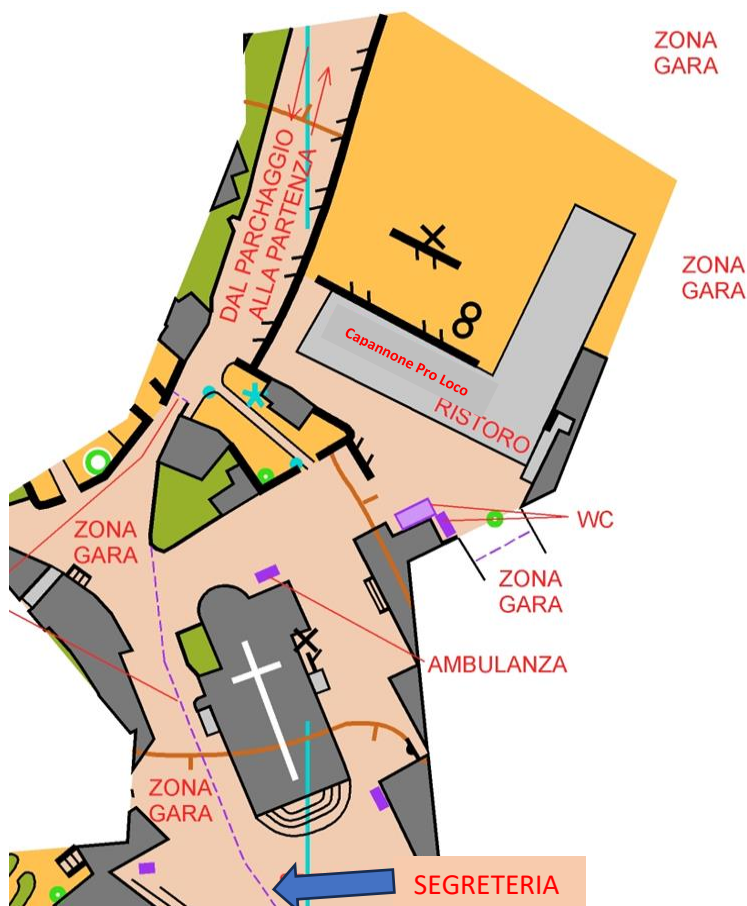 ZONA
GARA
DAL PARCHAGGIO
ALLA PARTENZA
ZONA
GARA
Capannone Pro Loco
RISTORO
WC
ZONA
GARA
ZONA
GARA
AMBULANZA
ZONA
GARA
SEGRETERIA